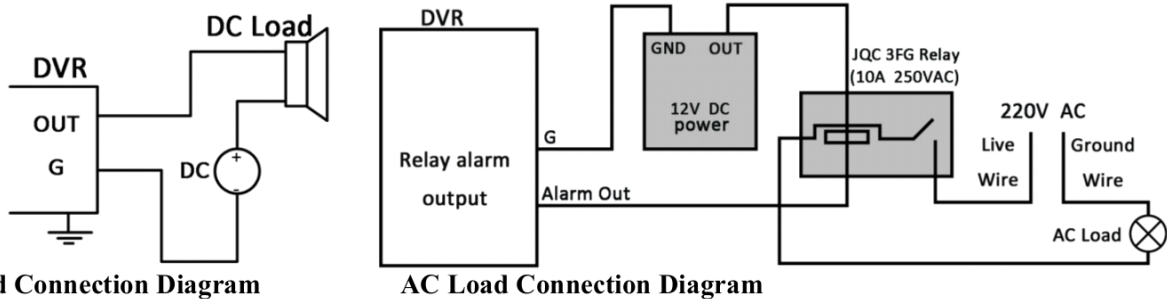 DC Load
DVR
OUT
G
DC
+
-
Connection Diagram
DVR
Relay alarm
output
G
Alarm Out
GND OUT
12V DC
power
JQC 3FG Relay
(10A 250VAC)
220V AC
Live
Wire
Ground
Wire
AC Load
AC Load Connection Diagram